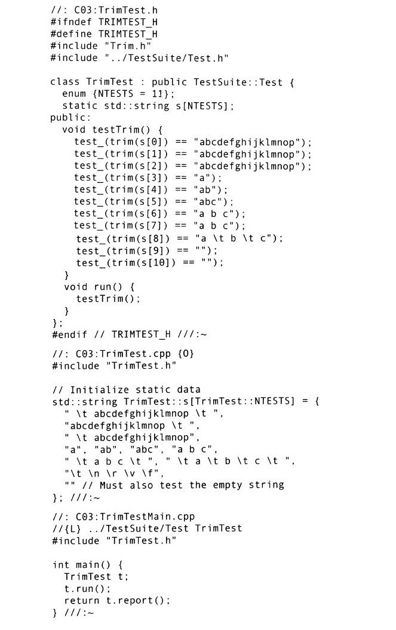 //: C03:TrimTest.h
#ifndef TRIMTEST_H
#define TRIMTEST_H
#include "Trim.h"
#include "../TestSuite/Test.h"

class TrimTest : public TestSuite::Test {
  enum {NTESTS = 11};
  static std::string s[NTESTS];
public:
  void testTrim() {
    test_(trim(s[0]) == "abcdefghijklmnop");
    test_(trim(s[1]) == "abcdefghijklmnop");
    test_(trim(s[2]) == "abcdefghijklmnop");
    test_(trim(s[3]) == "a");
    test_(trim(s[4]) == "ab");
    test_(trim(s[5]) == "abc");
    test_(trim(s[6]) == "a b c");
    test_(trim(s[7]) == "a b c");
    test_(trim(s[8]) == "a \t b \t c");
    test_(trim(s[9]) == "");
    test_(trim(s[10]) == "");
  }
  void run() {
    testTrim();
  }
};
#endif // TRIMTEST_H ///:~

//: C03:TrimTest.cpp {O}
#include "TrimTest.h"

// Initialize static data
std::string TrimTest::s[TrimTest::NTESTS] = {
  " \t abcdefghijklmnop \t ",
  "abcdefghijklmnop \t ",
  " \t abcdefghijklmnop",
  "a", "ab", "abc", "a b c",
  " \t a b c \t ", " \t a \t b \t c \t ",
  "\t \n \r \v \f",
  "" // Must also test the empty string
}; ///:~

//: C03:TrimTestMain.cpp
//{L} ../TestSuite/Test TrimTest
#include "TrimTest.h"

int main() {
  TrimTest t;
  t.run();
  return t.report();
} ///:~